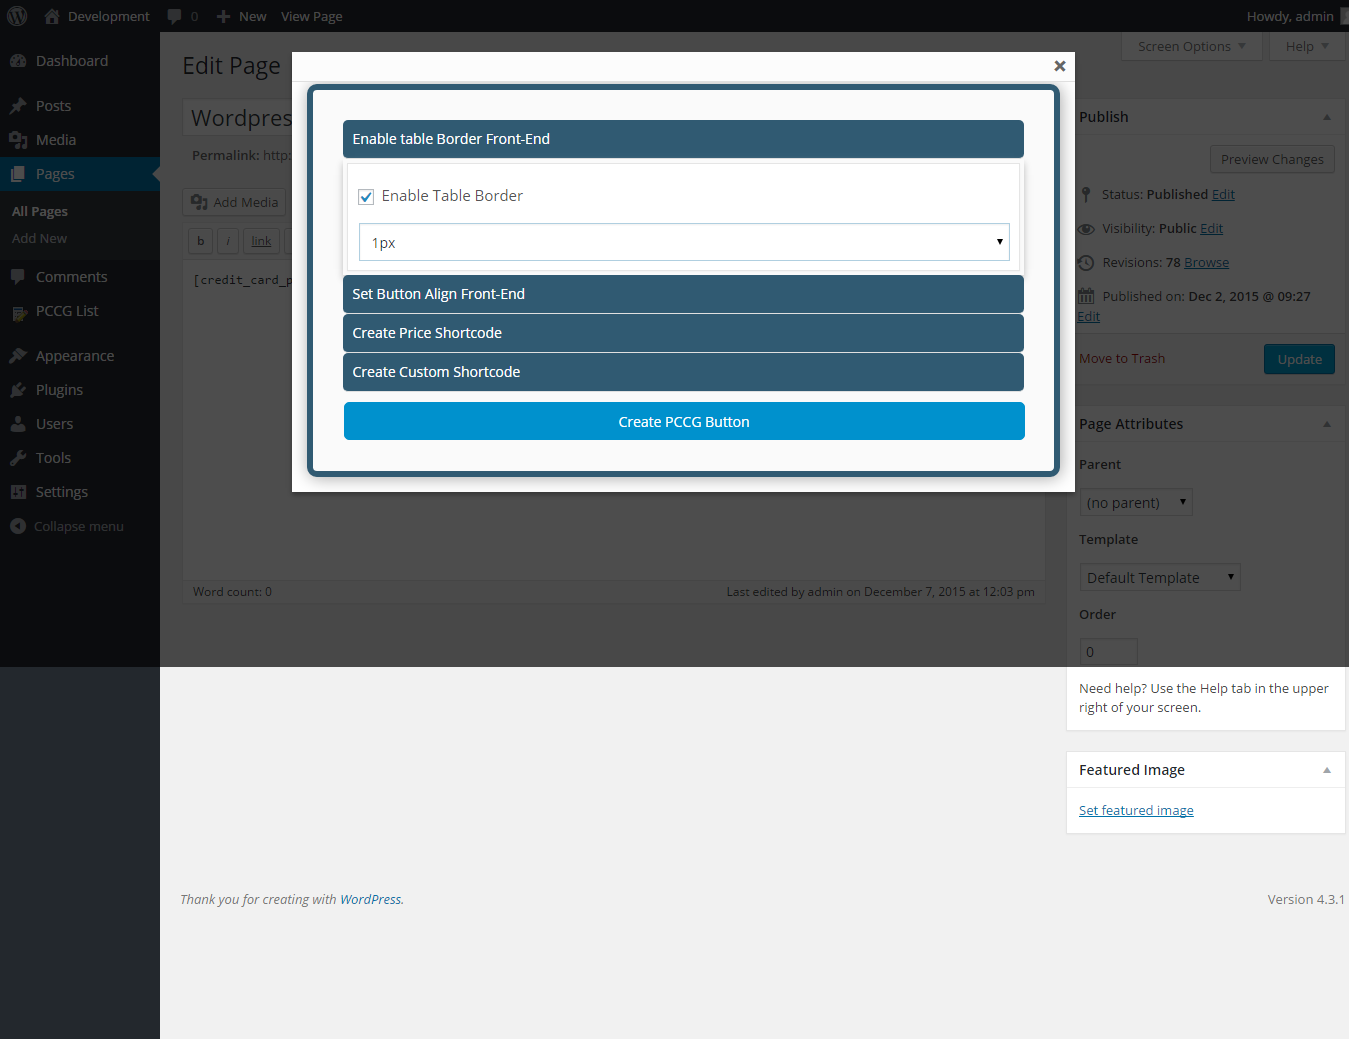 Development 0 New View Page Howdy, admin
Dashboard
Posts
Media
Pages
All Pages
Add New
Comments
PCCG List
Appearance
Plugins
Users
Tools
Settings
Collapse menu
Screen Options Help
Edit Page
Permalink: http:
Add Media
b i link
Word count: 0 Last edited by admin on December 7, 2015 at 12:03 pm
Enable table Border Front-End
Enable Table Border
1px
Set Button Align Front-End
Create Price Shortcode
Create Custom Shortcode
Create PCCG Button
Publish
Preview Changes
Status: Published Edit
Visibility: Public Edit
Revisions: 78 Browse
Published on: Dec 2, 2015 @ 09:27
Edit
Move to Trash Update
Page Attributes
Parent
(no parent)
Template
Default Template
Order
0
Need help? Use the Help tab in the upper
right of your screen.
Featured Image
Set featured image
Thank you for creating with WordPress. Version 4.3.1